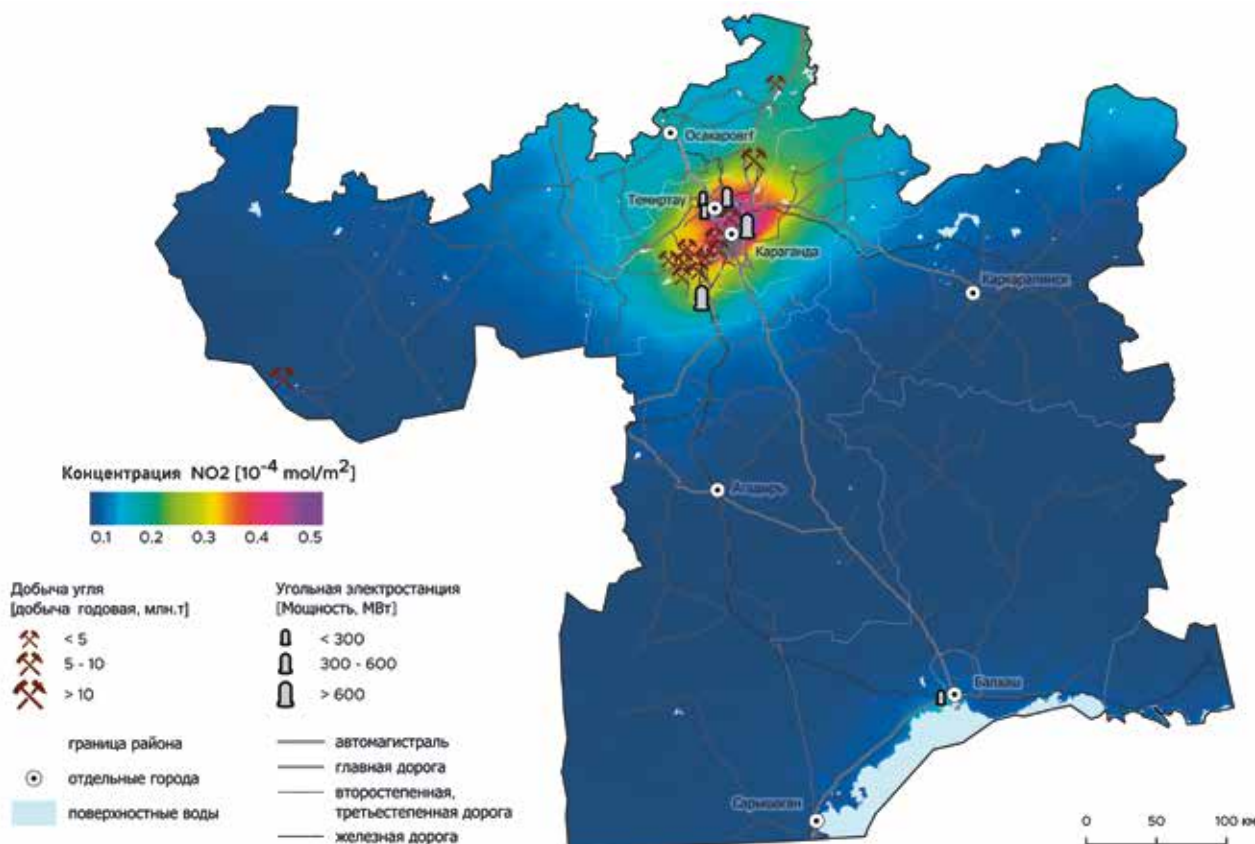 Осакаровгf
Темиртау
Караганда
Каркаралинск
Концентрация NO2 [10⁻⁴ mol/m²]
0.1 0.2 0.3 0.4 0.5
Агадырь
Добыча угля
[добыча годовая, млн.т]
< 5
5 - 10
> 10
Угольная электростанция
[Мощность, МВт]
< 300
300 - 600
> 600
Балхаш
граница района
отдельные города
поверхностные воды
автомагистраль
главная дорога
второстепенная,
третьестепенная дорога
железная дорога
Сарышаган
0 50 100 км